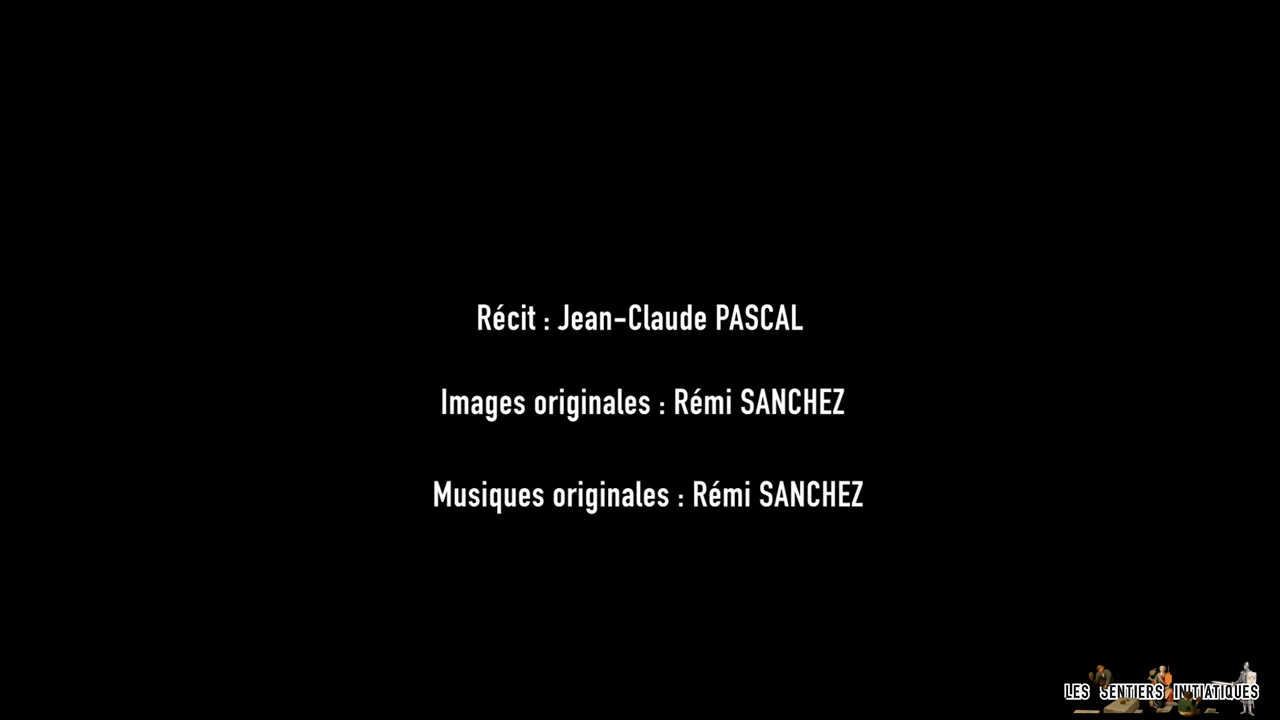 Récit : Jean-Claude PASCAL
Images originales : Rémi SANCHEZ
Musiques originales : Rémi SANCHEZ
LES SENTIERS INITIATIQUES